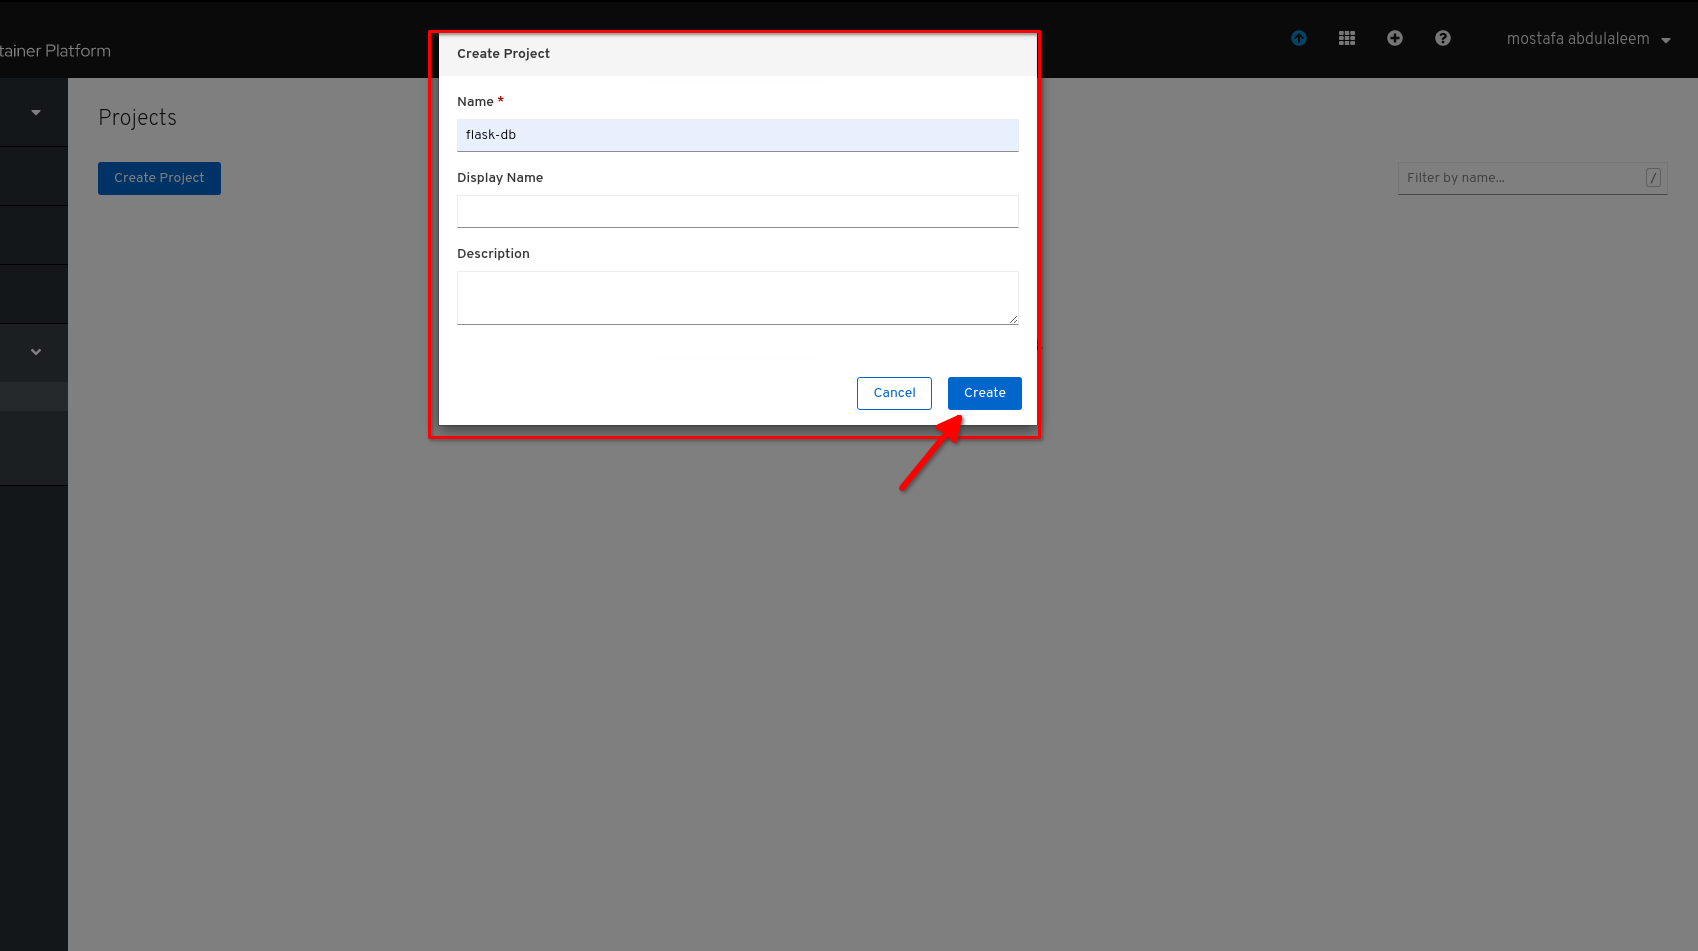 tainer Platform
mostafa abdulaleem
Projects
Create Project
Filter by name...
/
Create Project
Name *
flask-db
Display Name
Description
Cancel
Create